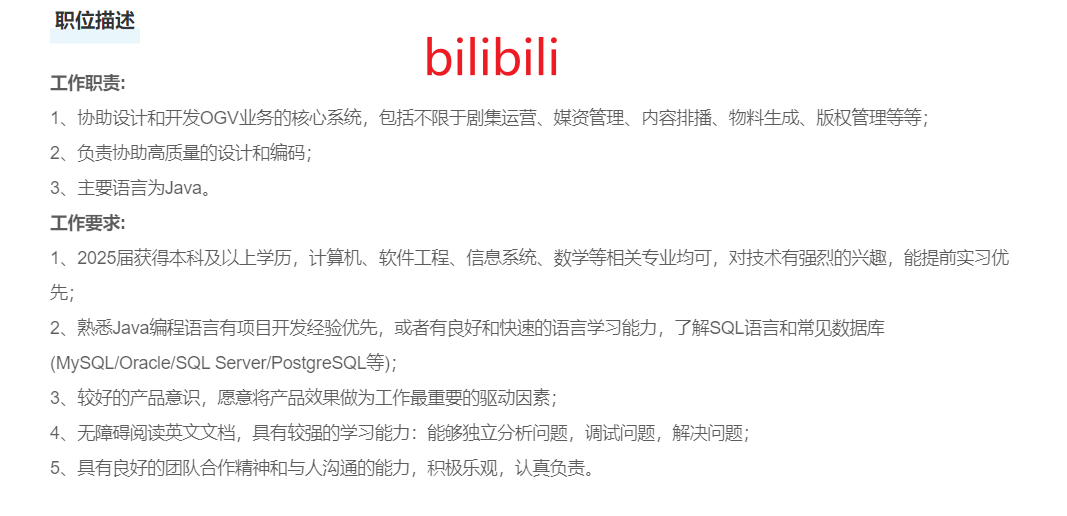 职位描述
bilibili
工作职责:
1、协助设计和开发OGV业务的核心系统，包括不限于剧集运营、媒资管理、内容排播、物料生成、版权管理等等；
2、负责协助高质量的设计和编码；
3、主要语言为Java。
工作要求:
1、2025届获得本科及以上学历，计算机、软件工程、信息系统、数学等相关专业均可，对技术有强烈的兴趣，能提前实习优
先；
2、熟悉Java编程语言有项目开发经验优先，或者有良好和快速的语言学习能力，了解SQL语言和常见数据库
(MySQL/Oracle/SQL Server/PostgreSQL等)；
3、较好的产品意识，愿意将产品效果做为工作最重要的驱动因素；
4、无障碍阅读英文文档，具有较强的学习能力：能够独立分析问题，调试问题，解决问题；
5、具有良好的团队合作精神和与人沟通的能力，积极乐观，认真负责。